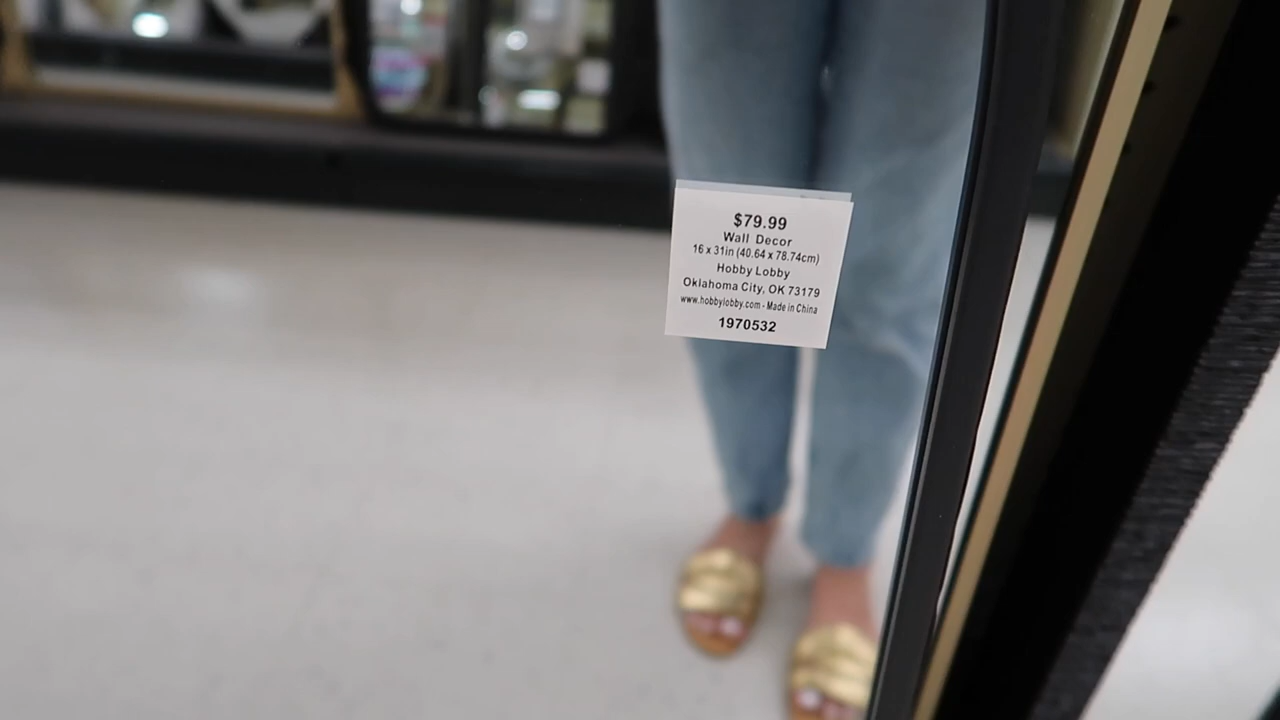 $79.99
Wall Decor
16 x 31in (40.64 x 78.74cm)
Hobby Lobby
Oklahoma City, OK 73179
www.hobbylobby.com - Made in China
1970532